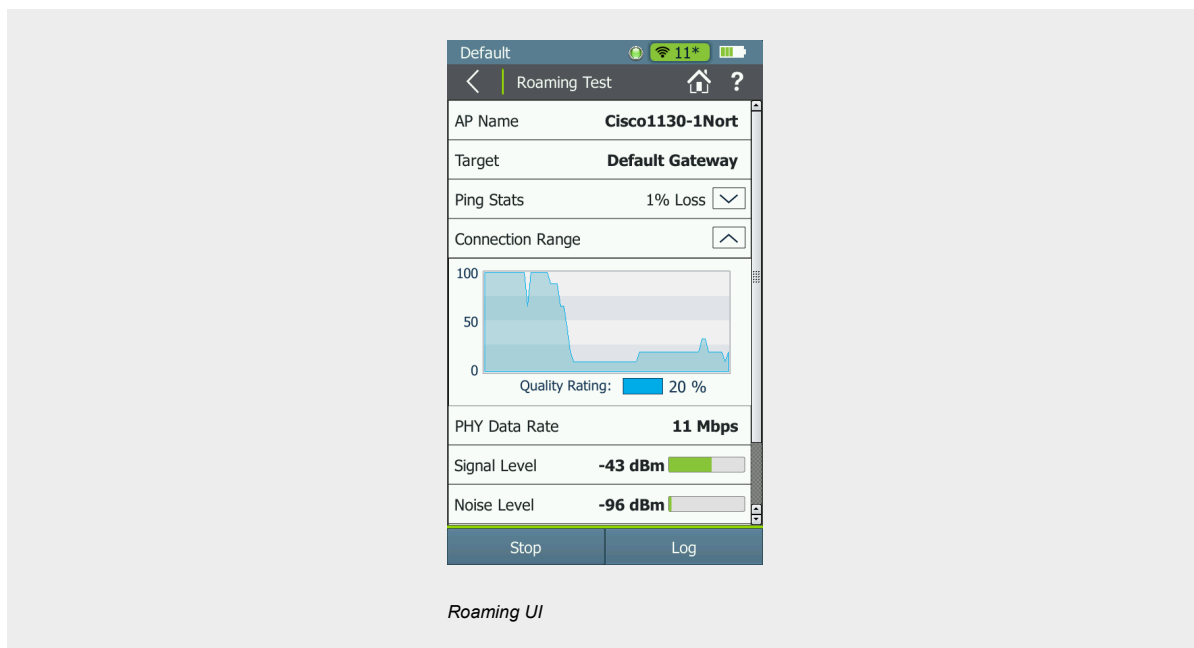 Default 11*
Roaming Test ?
AP Name Cisco1130-1Nort
Target Default Gateway
Ping Stats 1% Loss
Connection Range
100
50
0
Quality Rating: 20 %
PHY Data Rate 11 Mbps
Signal Level -43 dBm
Noise Level -96 dBm
Stop Log
Roaming UI